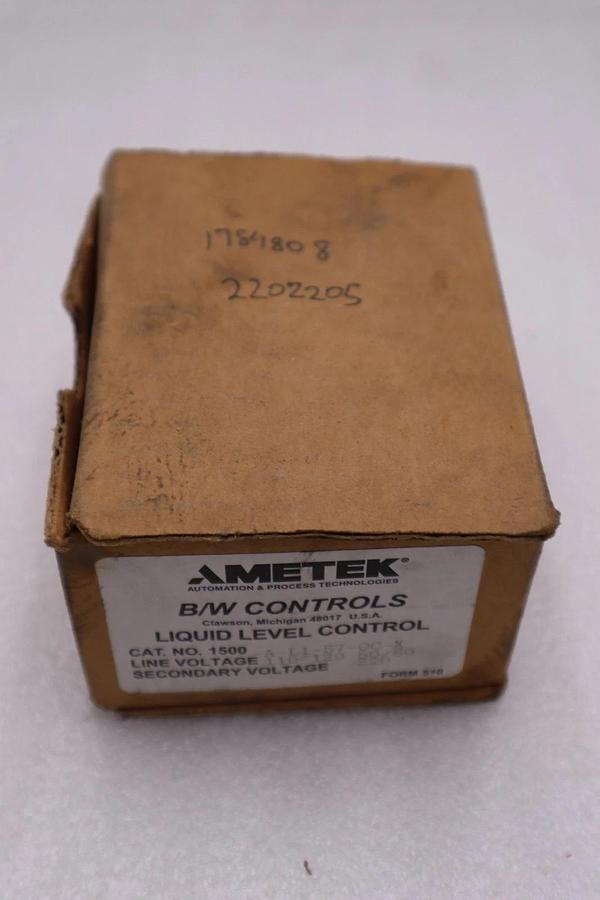 1784808
2202205
AMETEK®
AUTOMATION & PROCESS TECHNOLOGIES
B/W CONTROLS
Clawson, Michigan 48017 U.S.A.
LIQUID LEVEL CONTROL
CAT. NO. 1500
LINE VOLTAGE
SECONDARY VOLTAGE
FORM 510